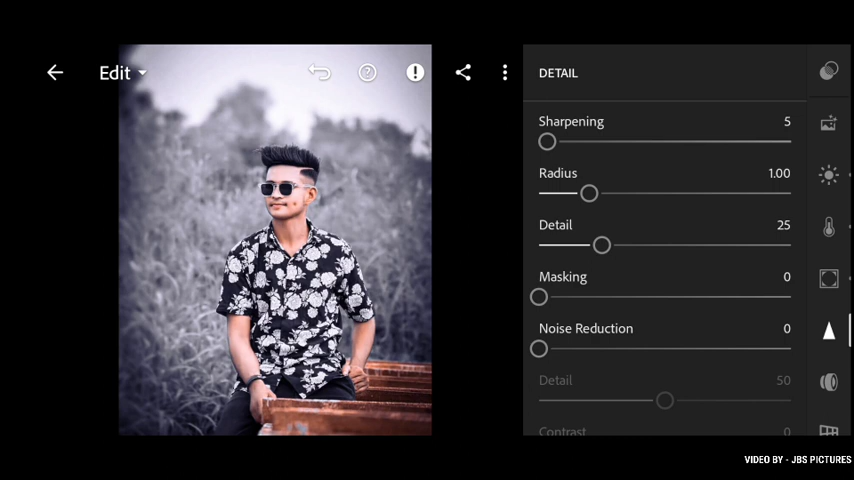 Edit
DETAIL
Sharpening 5
Radius 1.00
Detail 25
Masking 0
Noise Reduction 0
Detail 50
Contrast 0
VIDEO BY - JBS PICTURES